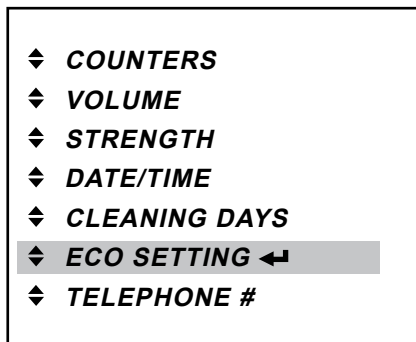 COUNTERS
VOLUME
STRENGTH
DATE/TIME
CLEANING DAYS
ECO SETTING
TELEPHONE #